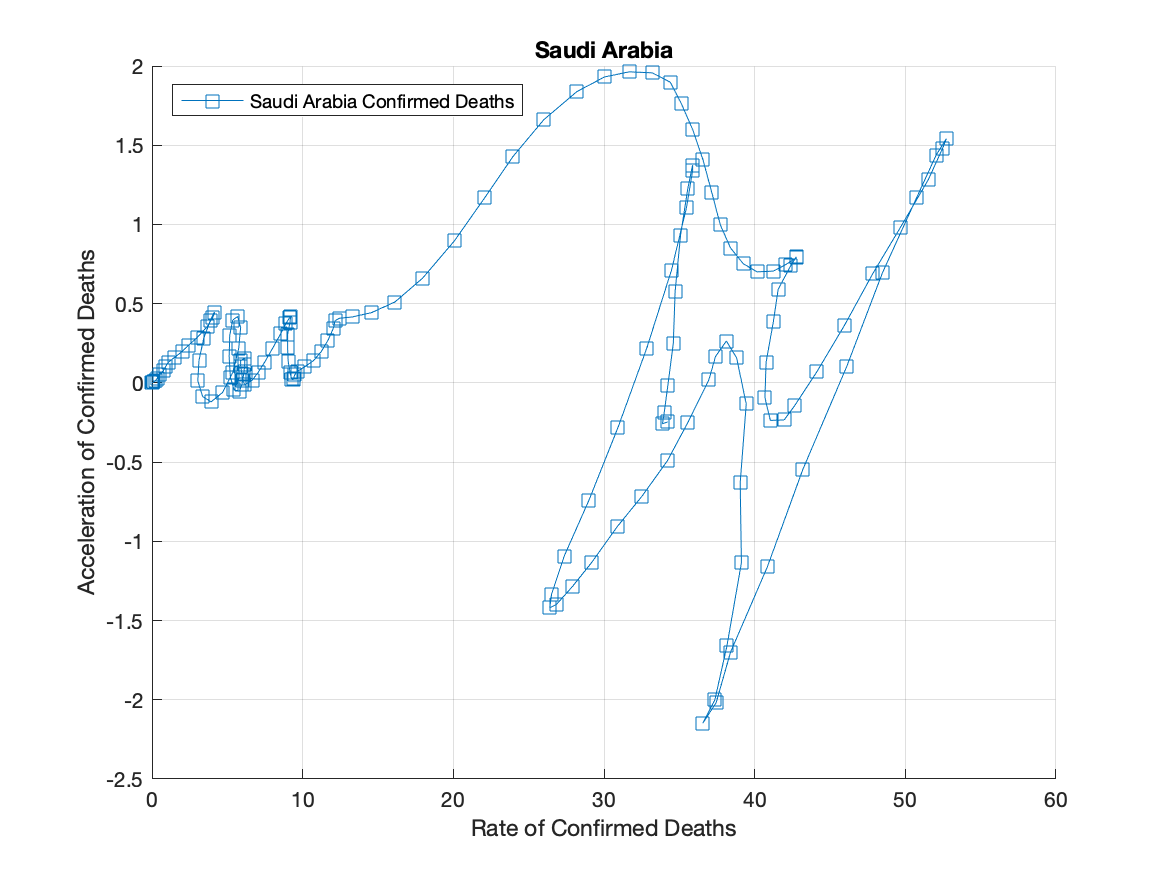 Saudi Arabia
Saudi Arabia Confirmed Deaths
2
1.5
1
0.5
0
-0.5
-1
-1.5
-2
-2.5
Acceleration of Confirmed Deaths
0 10 20 30 40 50 60
Rate of Confirmed Deaths